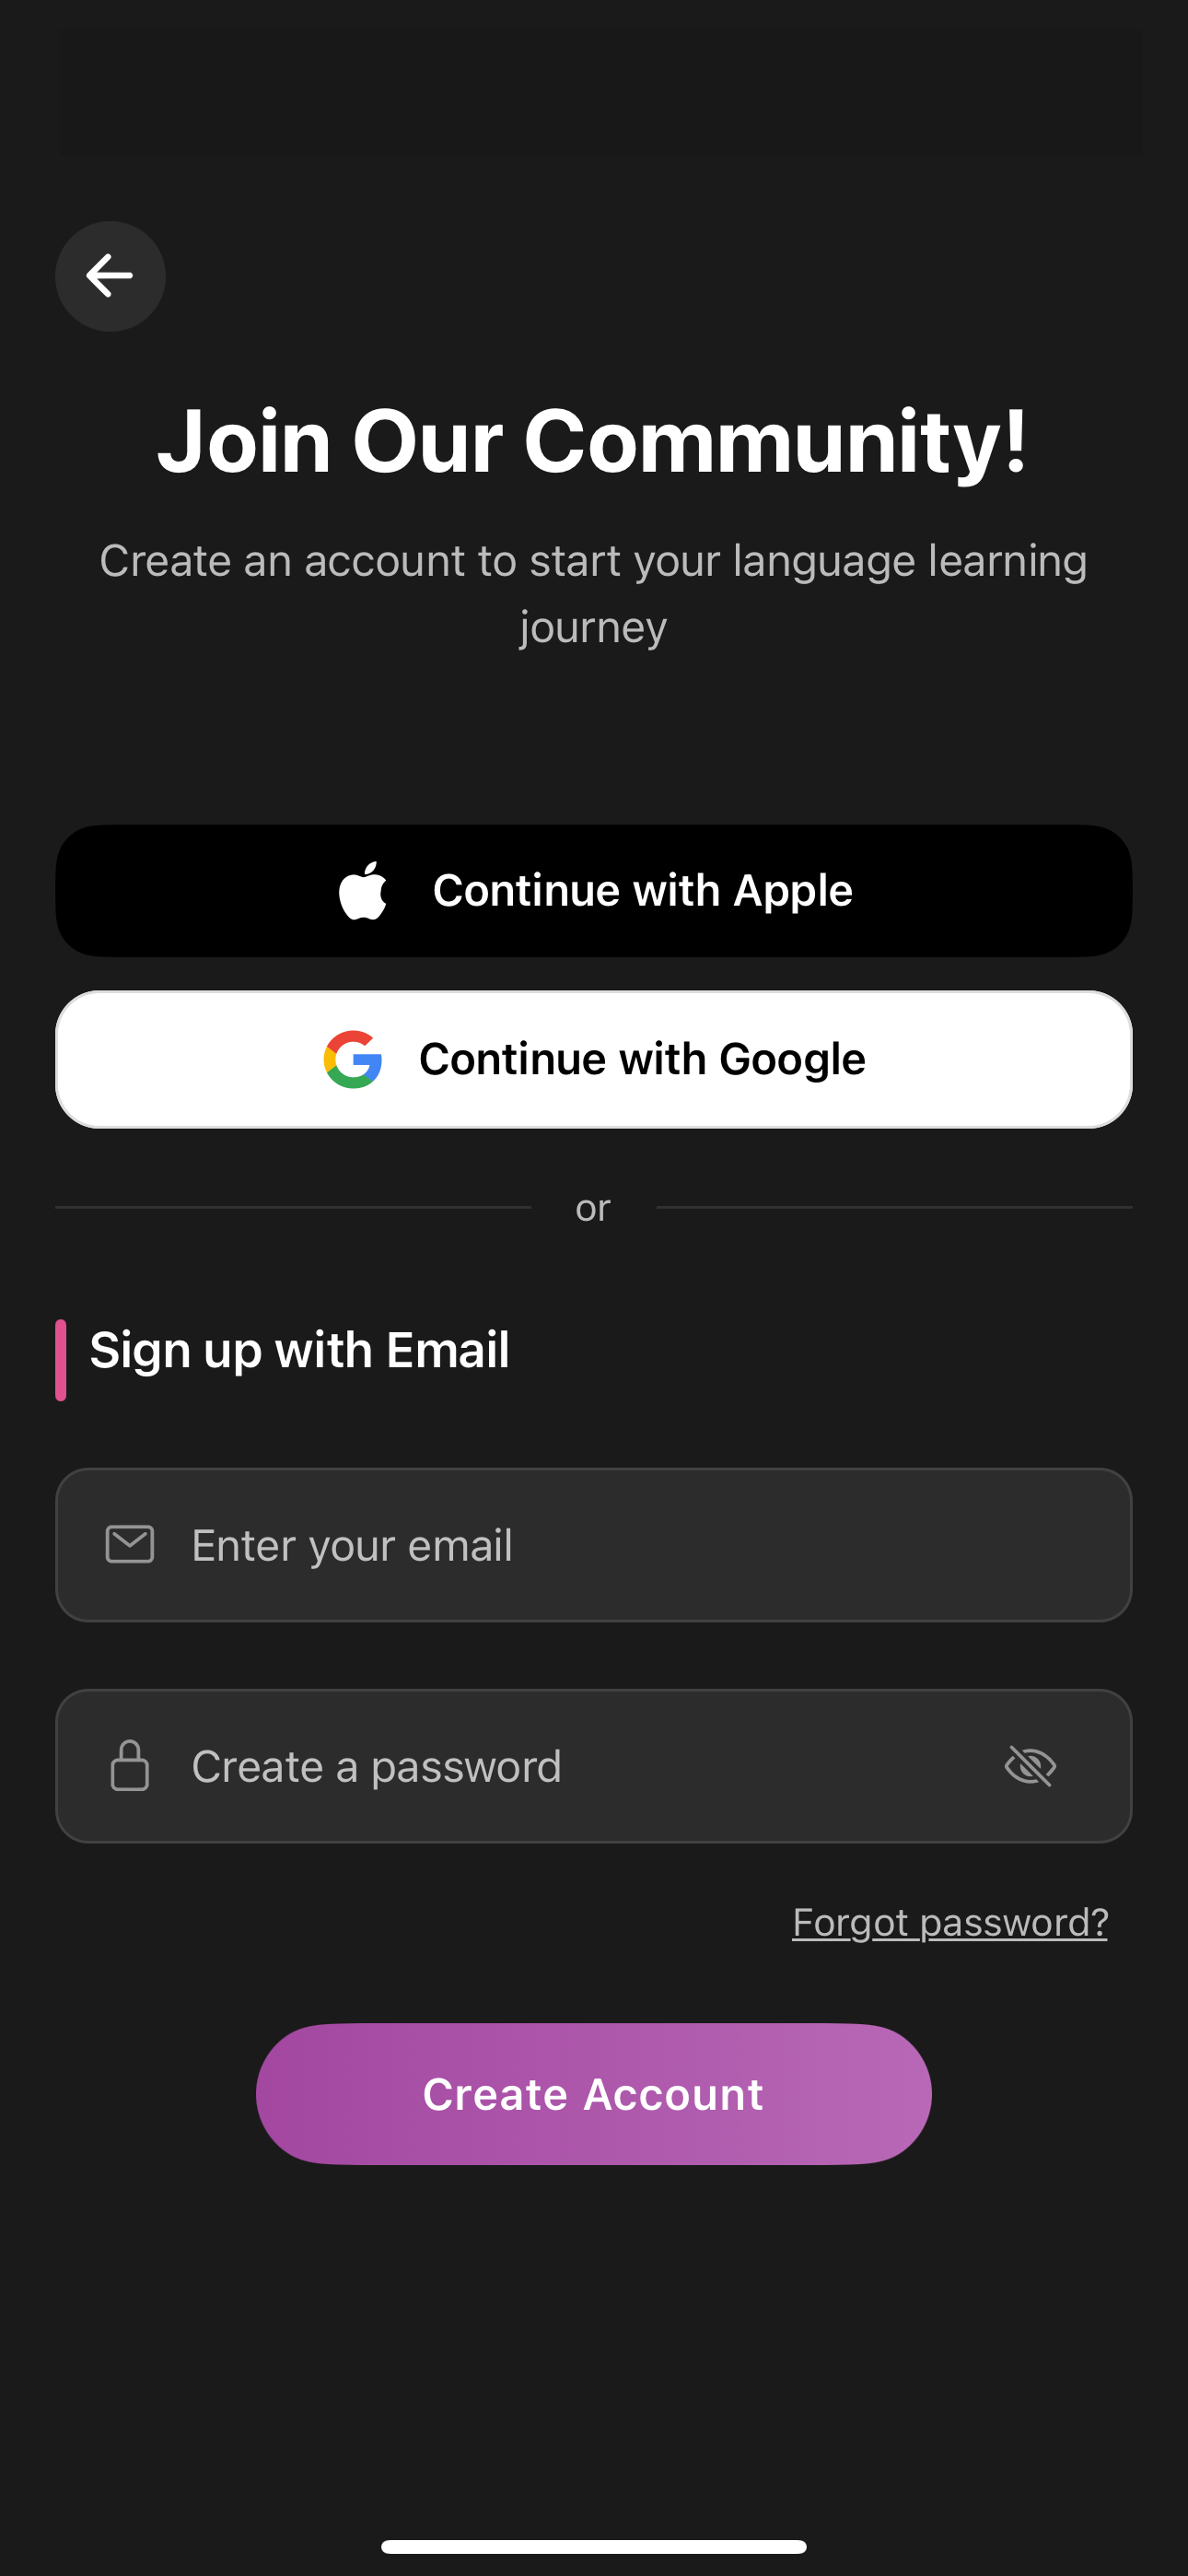 Join Our Community!
Create an account to start your language learning
journey
Continue with Apple
Continue with Google
or
Sign up with Email
Enter your email
Create a password
Forgot password?
Create Account